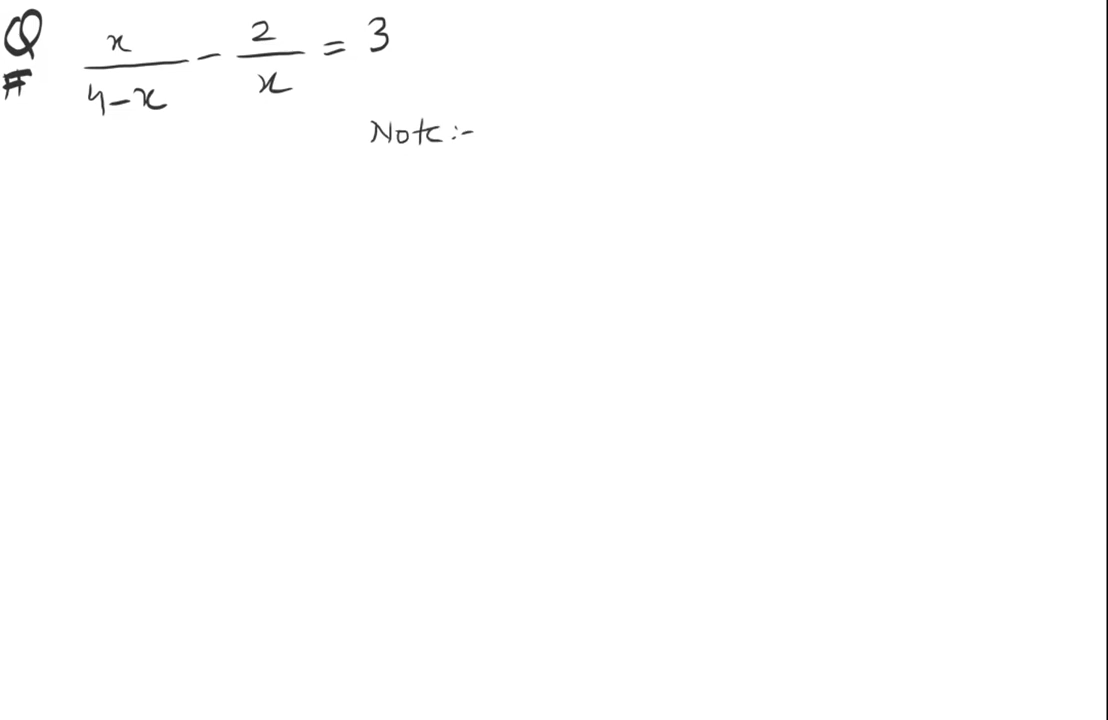 Q x/(4-x) - 2/x = 3
Note:-